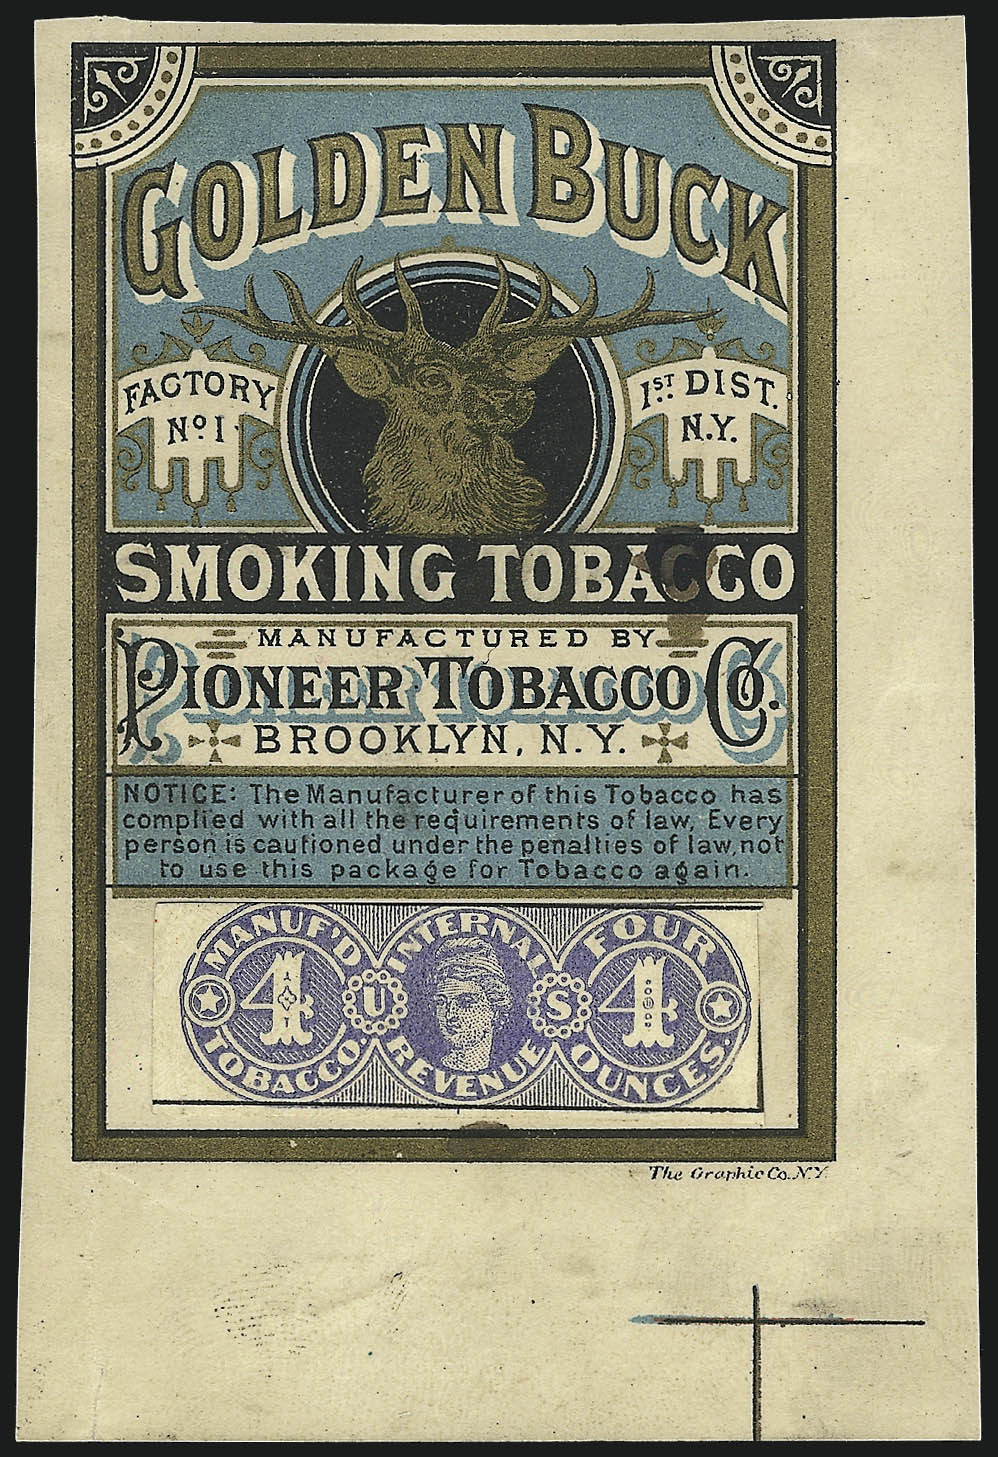 GOLDEN BUCK
FACTORY
Nº 1.
1ST. DIST.
N.Y.
SMOKING TOBACCO
MANUFACTURED BY
PIONEER TOBACCO CO.
BROOKLYN, N.Y.
NOTICE: The Manufacturer of this Tobacco has
complied with all the requirements of law, Every
person is cautioned under the penalties of law, not
to use this package for Tobacco again.
MANUF'D
4
TOBACCO.
U
INTERNAL
REVENUE
S
FOUR
4
OUNCES.
The Graphic Co. N.Y.